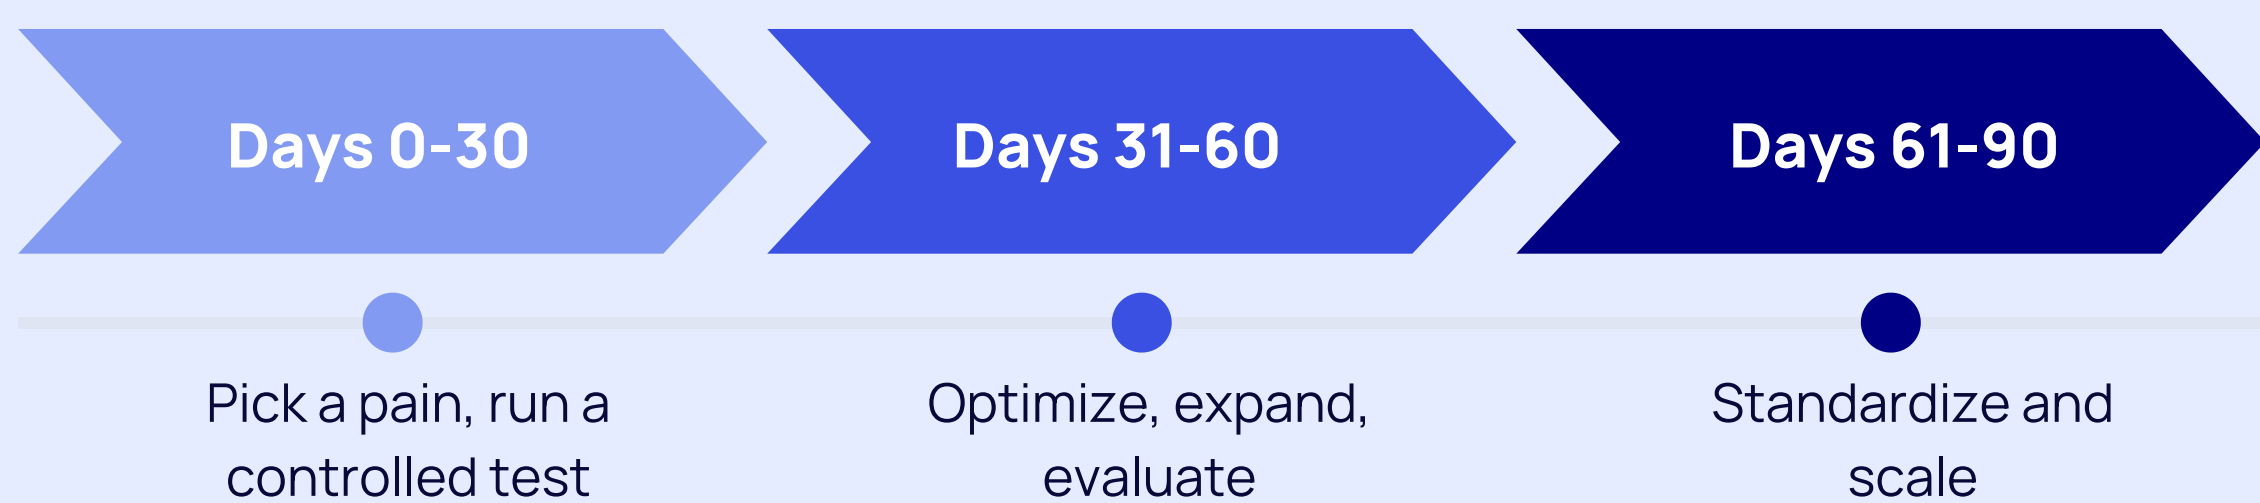 Days 0-30
Days 31-60
Days 61-90
Pick a pain, run a
controlled test
Optimize, expand,
evaluate
Standardize and
scale